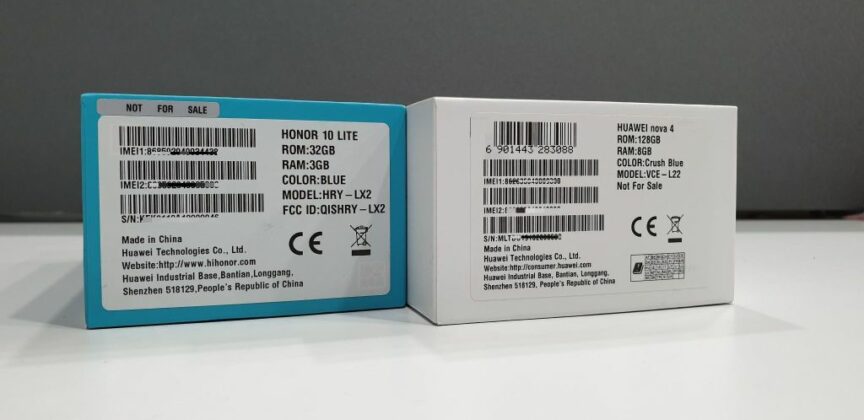 NOT FOR SALE
IMEI1:
IMEI2:
S/N:
HONOR 10 LITE
ROM:32GB
RAM:3GB
COLOR:BLUE
MODEL:HRY-LX2
FCC ID:QISHRY-LX2
Made in China
Huawei Technologies Co., Ltd.
Website:http://www.hihonor.com
Huawei Industrial Base,Bantian,Longgang,
Shenzhen 518129,People's Republic of China
CE
6 901443 283088
IMEI1:
IMEI2:
S/N:
HUAWEI nova 4
ROM:128GB
RAM:8GB
COLOR:Crush Blue
MODEL:VCE-L22
Not For Sale
Made in China
Huawei Technologies Co., Ltd.
Website:http://consumer.huawei.com
Huawei Industrial Base, Bantian, Longgang,
Shenzhen 518129,People's Republic of China
CE